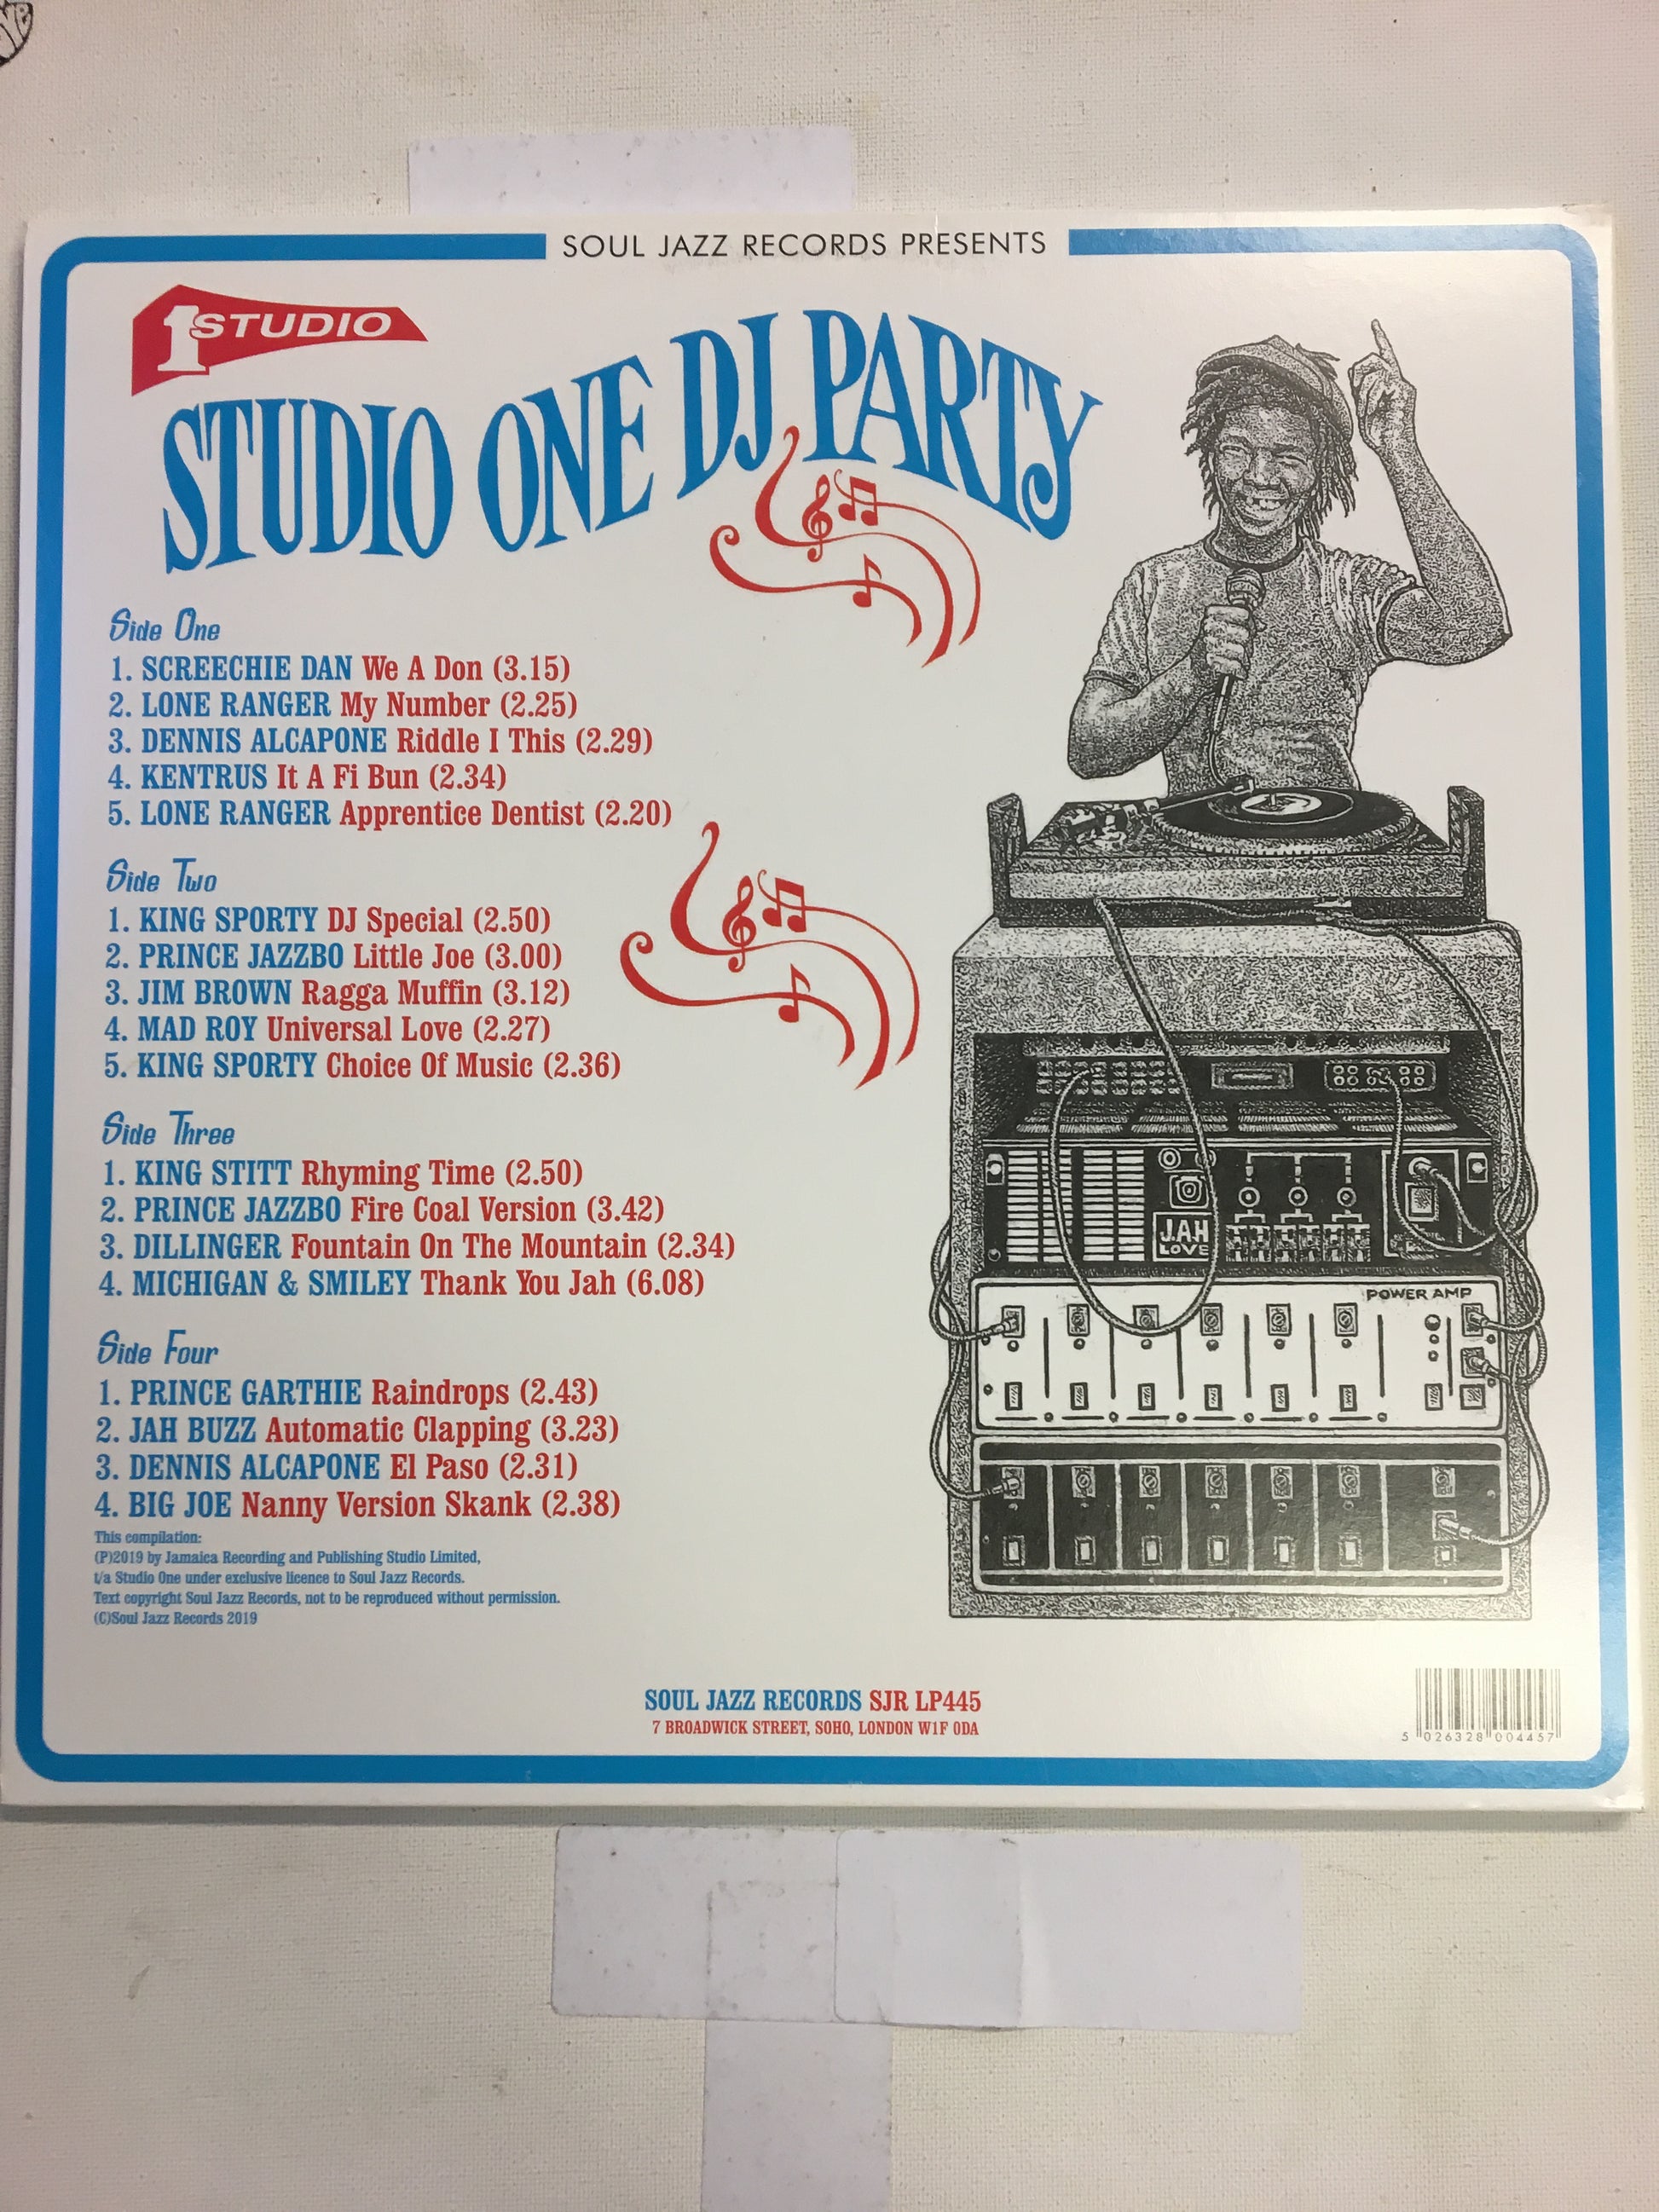 SOUL JAZZ RECORDS PRESENTS
1 STUDIO
STUDIO ONE DJ PARTY
Side One
1. SCREECHIE DAN We A Don (3.15)
2. LONE RANGER My Number (2.25)
3. DENNIS ALCAPONE Riddle I This (2.29)
4. KENTRUS It A Fi Bun (2.34)
5. LONE RANGER Apprentice Dentist (2.20)
Side Two
1. KING SPORTY DJ Special (2.50)
2. PRINCE JAZZBO Little Joe (3.00)
3. JIM BROWN Ragga Muffin (3.12)
4. MAD ROY Universal Love (2.27)
5. KING SPORTY Choice Of Music (2.36)
Side Three
1. KING STITT Rhyming Time (2.50)
2. PRINCE JAZZBO Fire Coal Version (3.42)
3. DILLINGER Fountain On The Mountain (2.34)
4. MICHIGAN & SMILEY Thank You Jah (6.08)
Side Four
1. PRINCE GARTHIE Raindrops (2.43)
2. JAH BUZZ Automatic Clapping (3.23)
3. DENNIS ALCAPONE El Paso (2.31)
4. BIG JOE Nanny Version Skank (2.38)
This compilation:
(P)2019 by Jamaica Recording and Publishing Studio Limited,
t/a Studio One under exclusive licence to Soul Jazz Records.
Text copyright Soul Jazz Records, not to be reproduced without permission.
(C)Soul Jazz Records 2019
JAH
LOVE
POWER AMP
SOUL JAZZ RECORDS SJR LP445
7 BROADWICK STREET, SOHO, LONDON W1F 0DA
5 026328 004457